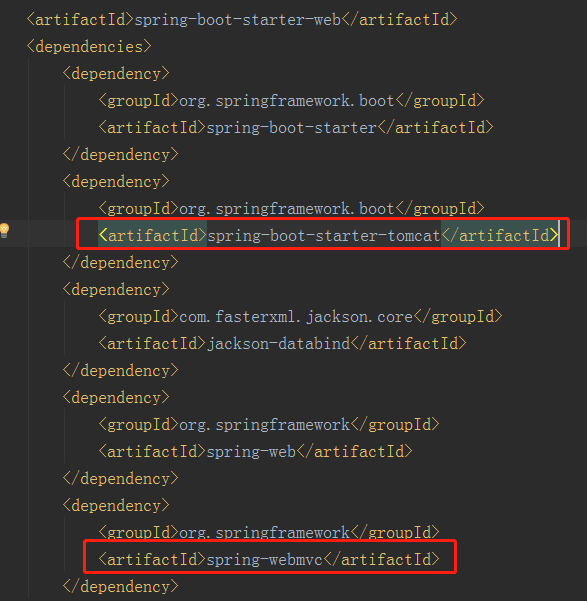 <artifactId>spring-boot-starter-web</artifactId>
<dependencies>
<dependency>
<groupId>org.springframework.boot</groupId>
<artifactId>spring-boot-starter</artifactId>
</dependency>
<dependency>
<groupId>org.springframework.boot</groupId>
<artifactId>spring-boot-starter-tomcat</artifactId>
</dependency>
<dependency>
<groupId>com.fasterxml.jackson.core</groupId>
<artifactId>jackson-databind</artifactId>
</dependency>
<dependency>
<groupId>org.springframework</groupId>
<artifactId>spring-web</artifactId>
</dependency>
<dependency>
<groupId>org.springframework</groupId>
<artifactId>spring-webmvc</artifactId>
</dependency>